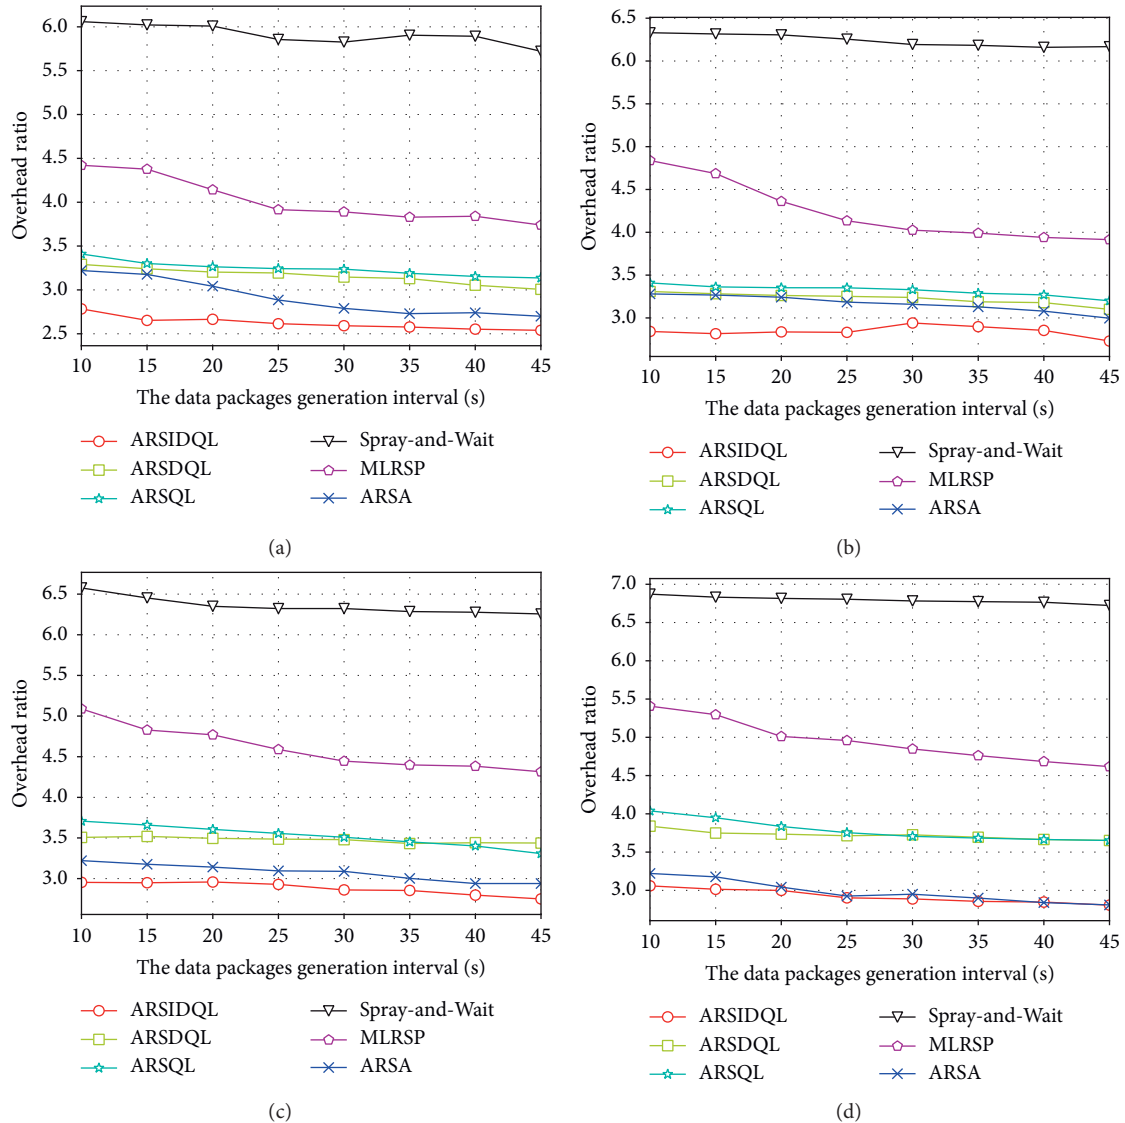 6.0
5.5
5.0
4.5
4.0
3.5
3.0
2.5
Overhead ratio
10 15 20 25 30 35 40 45
The data packages generation interval (s)
ARSIDQL Spray-and-Wait
ARSDQL MLRSP
ARSQL ARSA
(a)
6.5
6.0
5.5
5.0
4.5
4.0
3.5
3.0
Overhead ratio
10 15 20 25 30 35 40 45
The data packages generation interval (s)
ARSIDQL Spray-and-Wait
ARSDQL MLRSP
ARSQL ARSA
(b)
6.5
6.0
5.5
5.0
4.5
4.0
3.5
3.0
Overhead ratio
10 15 20 25 30 35 40 45
The data packages generation interval (s)
ARSIDQL Spray-and-Wait
ARSDQL MLRSP
ARSQL ARSA
(c)
7.0
6.5
6.0
5.5
5.0
4.5
4.0
3.5
3.0
Overhead ratio
10 15 20 25 30 35 40 45
The data packages generation interval (s)
ARSIDQL Spray-and-Wait
ARSDQL MLRSP
ARSQL ARSA
(d)